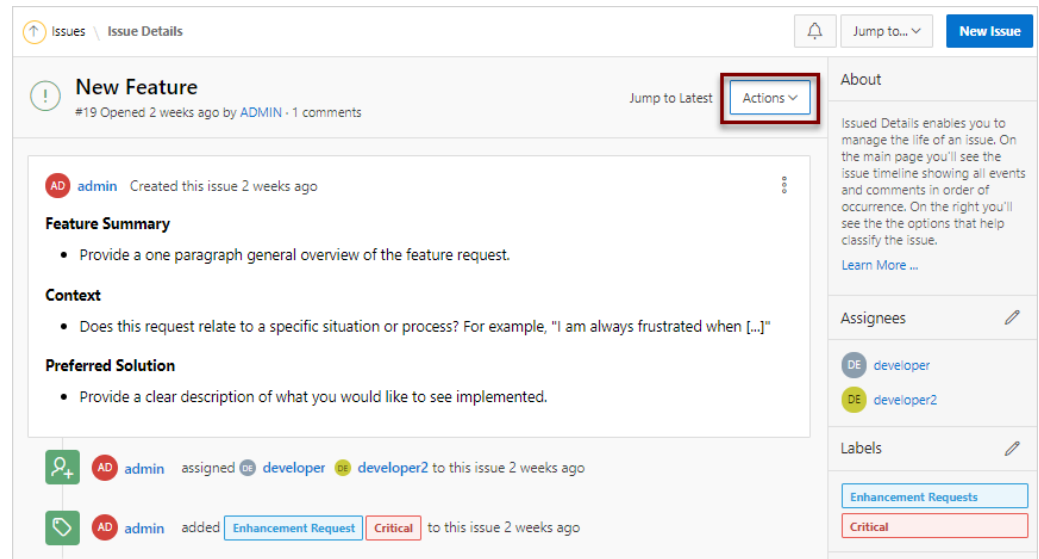 Issues \ Issue Details
Jump to...
New Issue
New Feature
#19 Opened 2 weeks ago by ADMIN · 1 comments
Jump to Latest
Actions
AD admin Created this issue 2 weeks ago
Feature Summary
• Provide a one paragraph general overview of the feature request.
Context
• Does this request relate to a specific situation or process? For example, "I am always frustrated when [...]"
Preferred Solution
• Provide a clear description of what you would like to see implemented.
AD admin assigned DE developer DE developer2 to this issue 2 weeks ago
AD admin added Enhancement Request Critical to this issue 2 weeks ago
About
Issued Details enables you to
manage the life of an issue. On
the main page you'll see the
issue timeline showing all events
and comments in order of
occurrence. On the right you'll
see the the options that help
classify the issue.
Learn More ...
Assignees
DE developer
DE developer2
Labels
Enhancement Requests
Critical